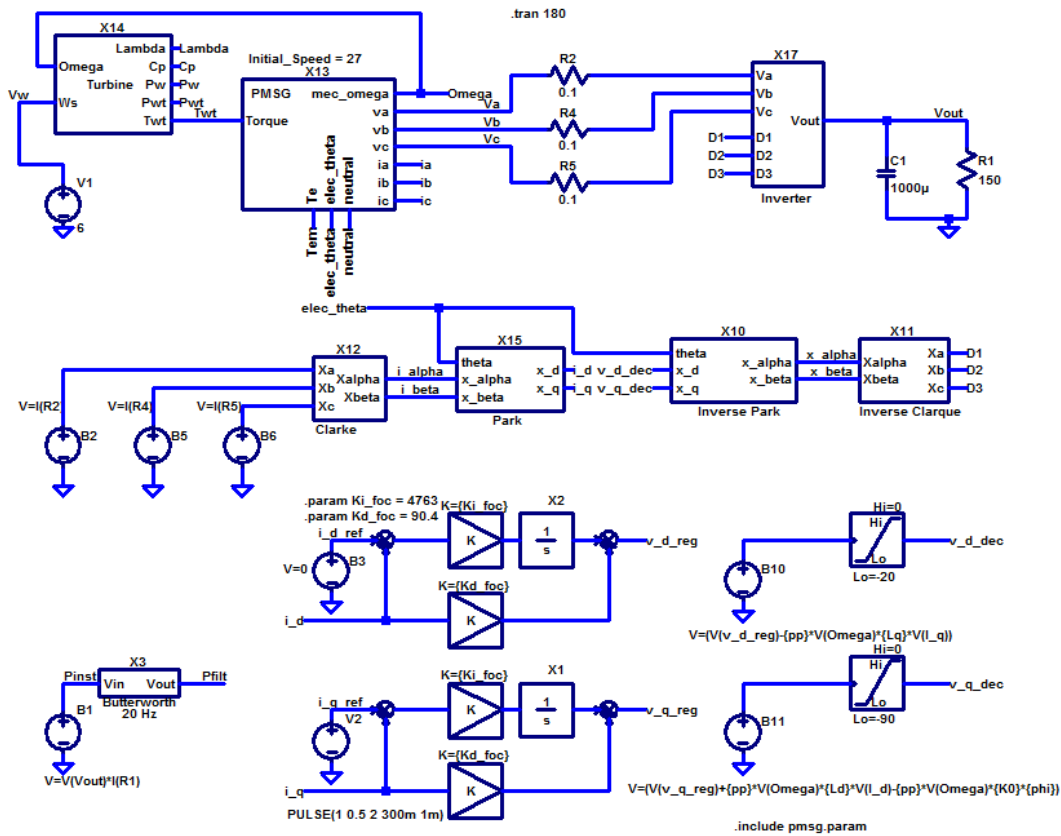 .tran 180
X14
Lambda Lambda
Omega Cp Cp
Turbine Pw Pw
Vw Ws Pwt Pwt
Twt Twt
V1
6
Initial_Speed = 27
X13
PMSG mec_omega Omega
Torque va Va
vb Vb
vc Vc
ia ia
ib ib
ic ic
Te elec_theta neutral
Tem elec_theta neutral
R2
0.1
R4
0.1
R5
0.1
X17
Va
Vb
Vc Vout Vout
D1 D1
D2 D2
D3 D3
Inverter
C1
1000µ
R1
150
elec_theta
X12
Xa Xalpha i_alpha
Xb Xbeta i_beta
Xc
Clarke
V=I(R2) V=I(R4) V=I(R5)
B2 B5 B6
X15
theta
x_alpha x_d i_d v_d_dec
x_beta x_q i_q v_q_dec
Park
X10
theta x_alpha x_alpha
x_d x_beta x_beta
x_q
Inverse Park
X11
Xalpha Xa D1
Xbeta Xb D2
Xc D3
Inverse Clarque
.param Ki_foc = 4763
.param Kd_foc = 90.4
K={Ki_foc} X2
i_d_ref K 1/s v_d_reg
V=0 B3
K={Kd_foc}
K
i_d
Hi=0
Hi
Lo v_d_dec
B10 Lo=-20
V=(V(v_d_reg)-{pp}*V(Omega)*{Lq}*V(I_q))
X3
Pinst Vin Vout Pfilt
Butterworth
20 Hz
B1
V=V(Vout)*I(R1)
K={Ki_foc} X1
i_q_ref K 1/s v_q_reg
V2
K={Kd_foc}
K
i_q
PULSE(1 0.5 2 300m 1m)
Hi=0
Hi
Lo v_q_dec
B11 Lo=-90
V=(V(v_q_reg)+{pp}*V(Omega)*{Ld}*V(I_d)-{pp}*V(Omega)*{K0}*{phi})
.include pmsg.param